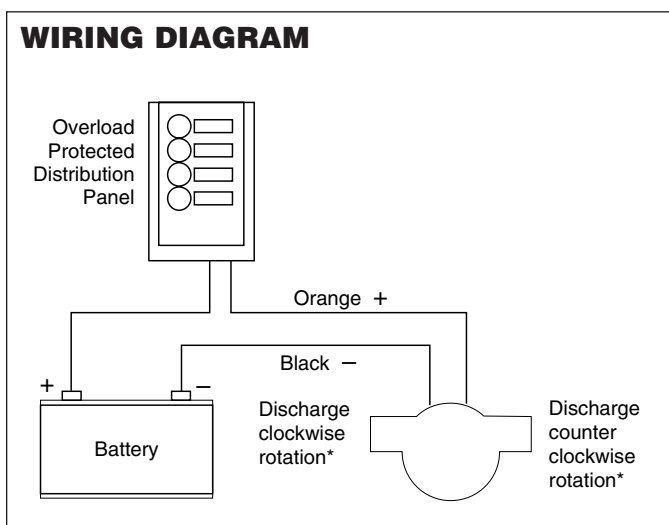 WIRING DIAGRAM
Overload
Protected
Distribution
Panel
Orange +
Black –
+
–
Battery
Discharge
clockwise
rotation*
Discharge
counter
clockwise
rotation*